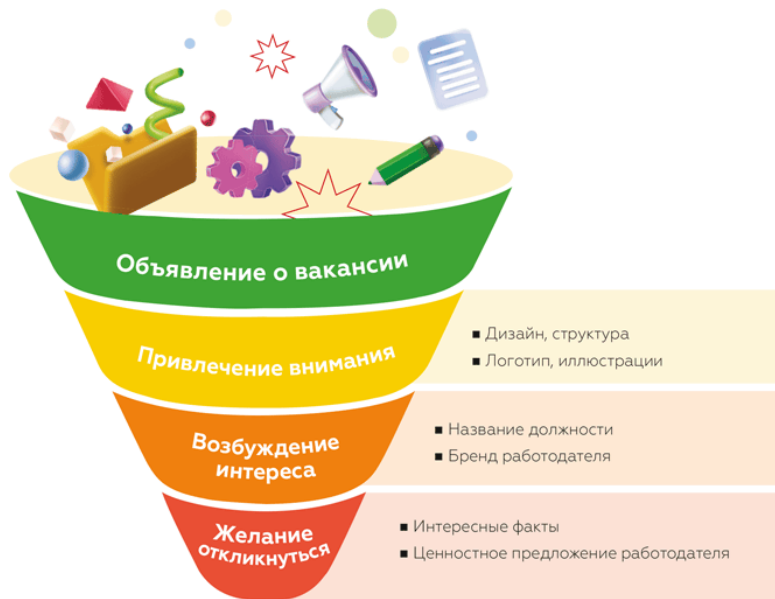 Объявление о вакансии
Привлечение внимания
■ Дизайн, структура
■ Логотип, иллюстрации
Возбуждение
интереса
■ Название должности
■ Бренд работодателя
Желание
откликнуться
■ Интересные факты
■ Ценностное предложение работодателя